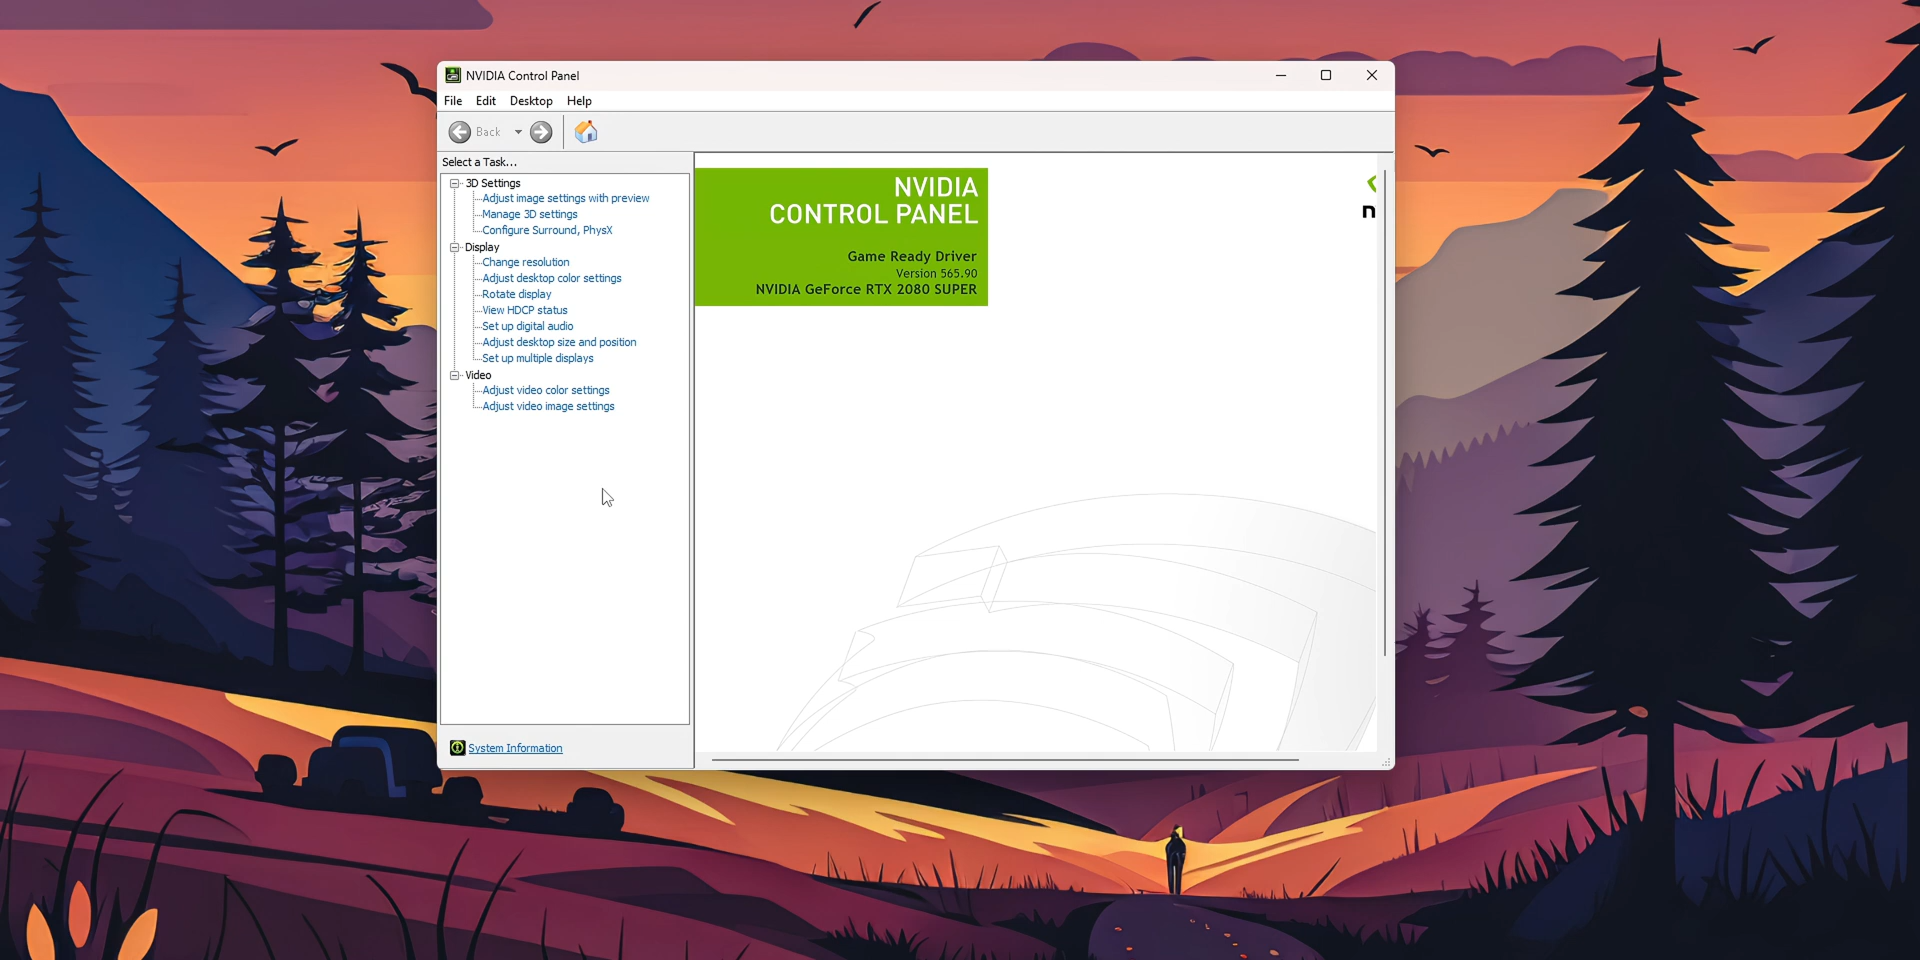 NVIDIA Control Panel
File Edit Desktop Help
Back
Select a Task...
3D Settings
Adjust image settings with preview
Manage 3D settings
Configure Surround, PhysX
Display
Change resolution
Adjust desktop color settings
Rotate display
View HDCP status
Set up digital audio
Adjust desktop size and position
Set up multiple displays
Video
Adjust video color settings
Adjust video image settings
System Information
NVIDIA
CONTROL PANEL
Game Ready Driver
Version 565.90
NVIDIA GeForce RTX 2080 SUPER
n